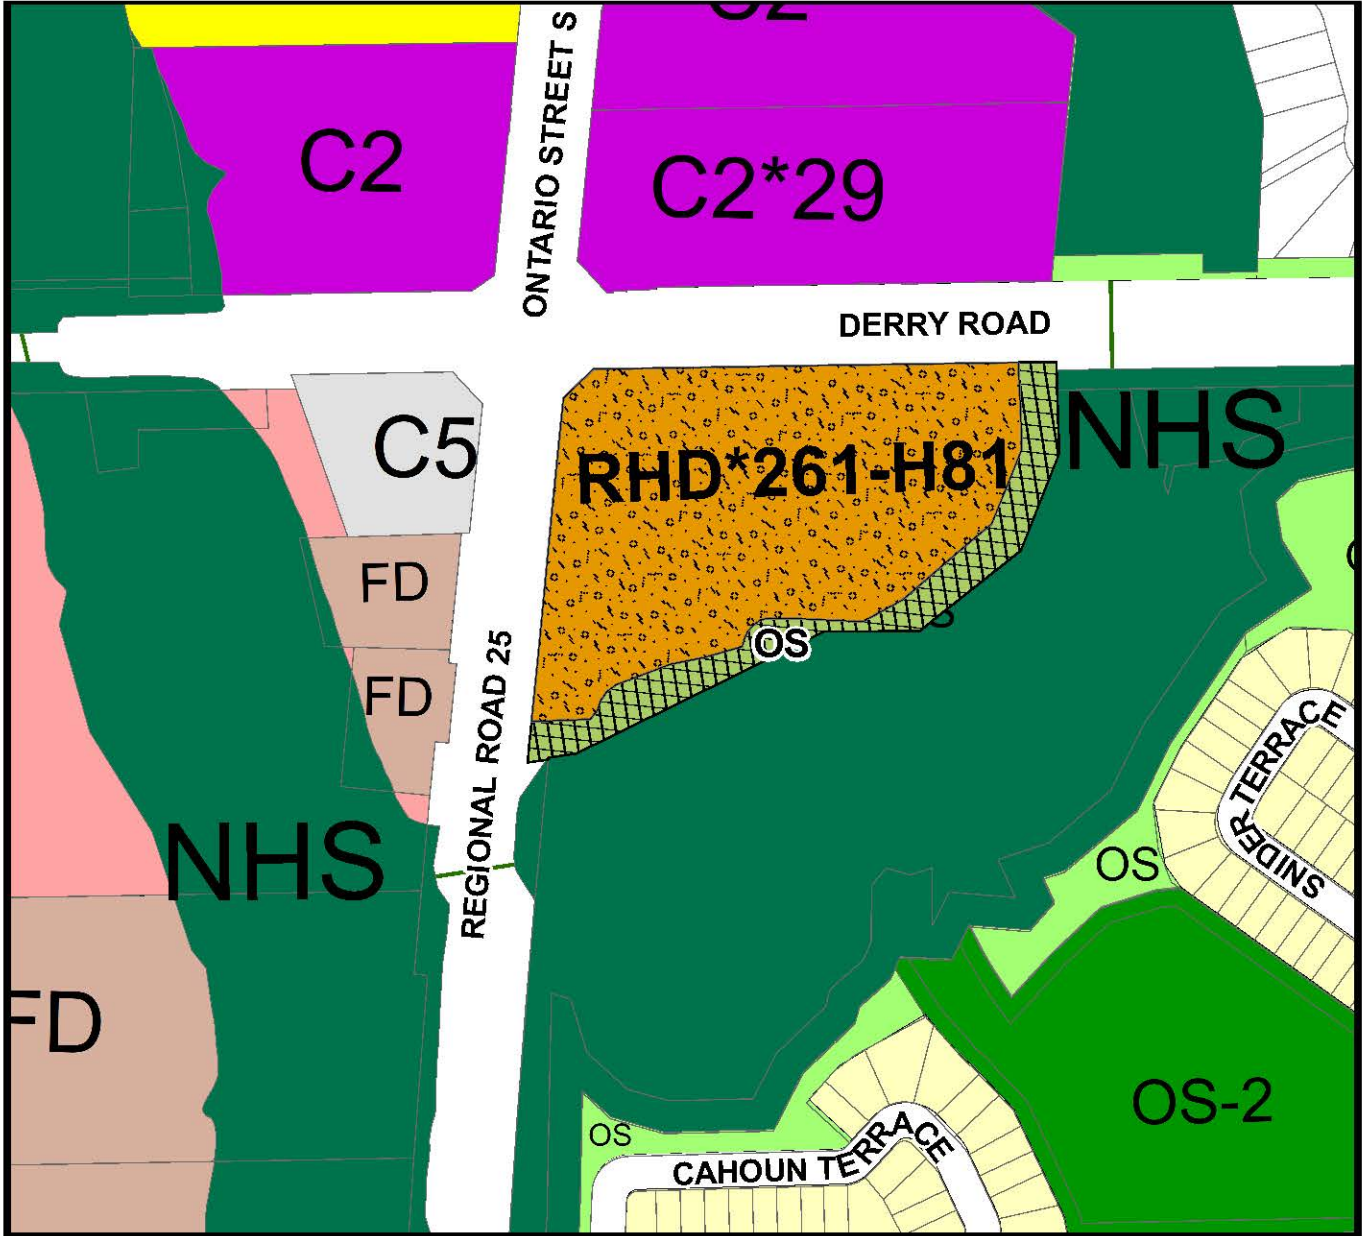 C2
ONTARIO STREET S
C2
C2*29
DERRY ROAD
C5
RHD*261-H81
NHS
FD
OS
FD
REGIONAL ROAD 25
SNIDER TERRACE
NHS
OS
FD
OS-2
OS
CAHOUN TERRACE